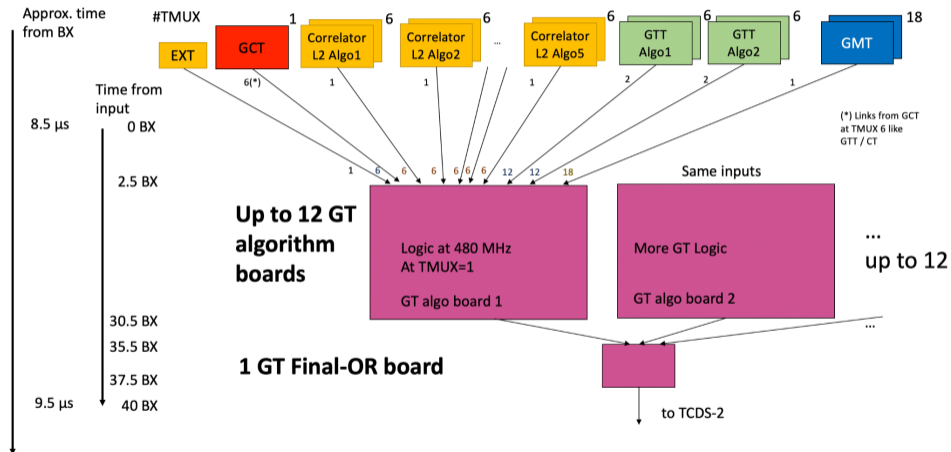 Approx. time
from BX
#TMUX
1
6
6
...
6
6
6
18
EXT
GCT
Correlator
L2 Algo1
Correlator
L2 Algo2
Correlator
L2 Algo5
GTT
Algo1
GTT
Algo2
GMT
6(*)
1
1
1
2
2
1
Time from
input
8.5 µs
0 BX
(*) Links from GCT
at TMUX 6 like
GTT / CT
1
6
6
6
6
6
6
12
12
18
2.5 BX
Same inputs
Up to 12 GT
algorithm
boards
Logic at 480 MHz
At TMUX=1
GT algo board 1
More GT Logic
GT algo board 2
...
up to 12
30.5 BX
...
35.5 BX
1 GT Final-OR board
37.5 BX
9.5 µs
40 BX
to TCDS-2